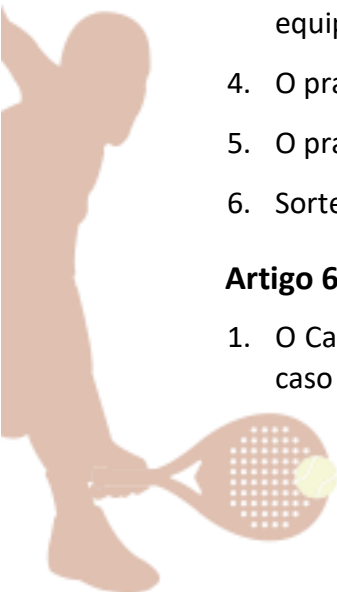 equip
4. O pra
5. O pra
6. Sorte
Artigo 6
1. O Ca
caso